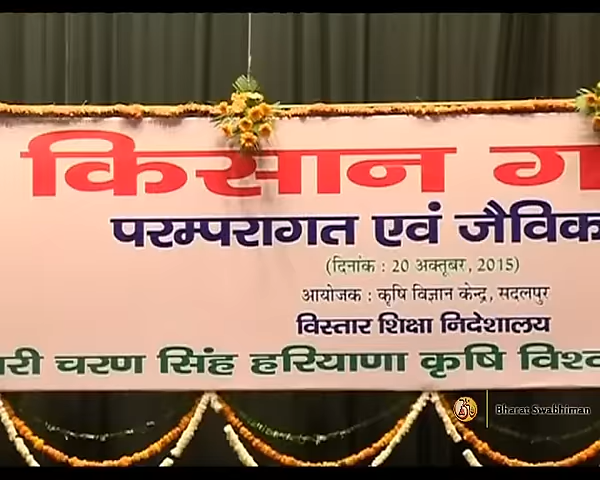 किसान ग
परम्परागत एवं जैविक
(दिनांक : 20 अक्तूबर, 2015)
आयोजक : कृषि विज्ञान केन्द्र, सदलपुर
विस्तार शिक्षा निदेशालय
री चरण सिंह हरियाणा कृषि विश्व
Bharat Swabhiman